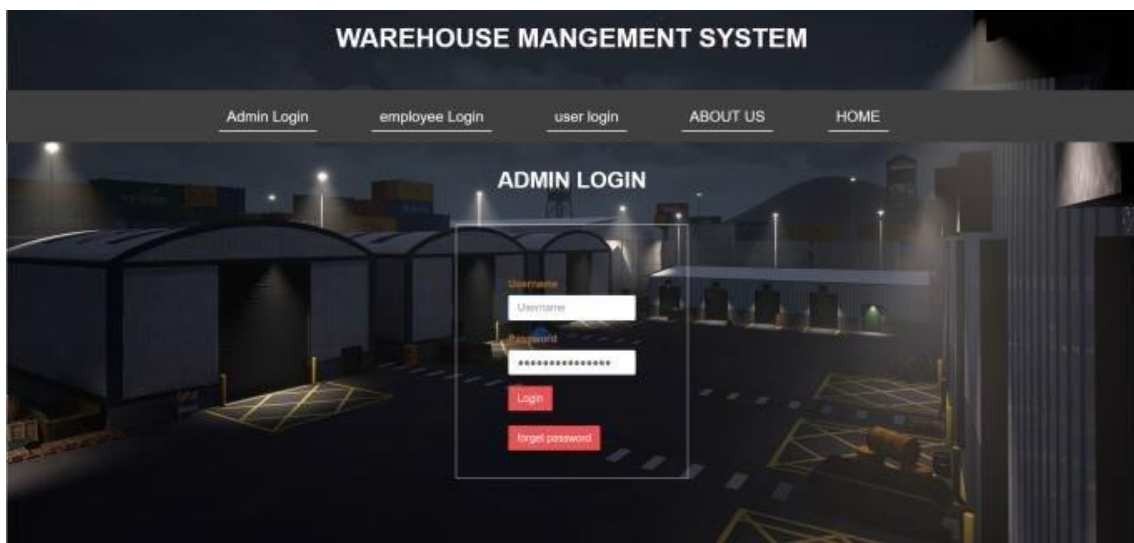 WAREHOUSE MANGEMENT SYSTEM
Admin Login employee Login user login ABOUT US HOME
ADMIN LOGIN
Username
Username
Password
***************
Login
forget password